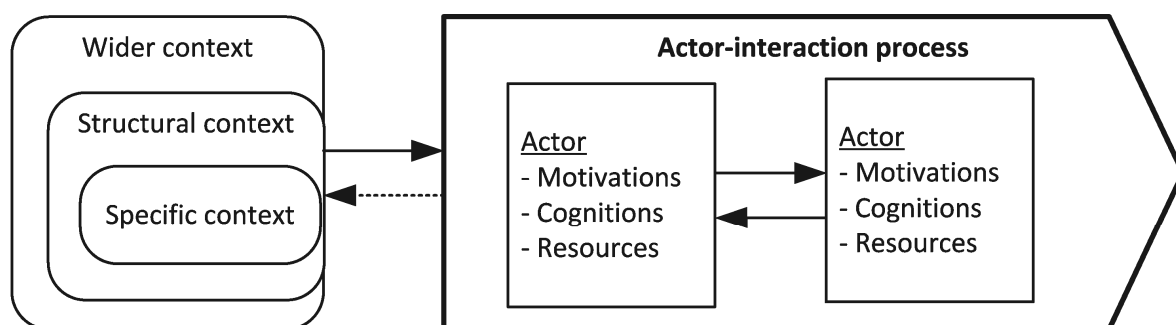 Wider context
Structural context
Specific context
Actor-interaction process
Actor
- Motivations
- Cognitions
- Resources
Actor
- Motivations
- Cognitions
- Resources